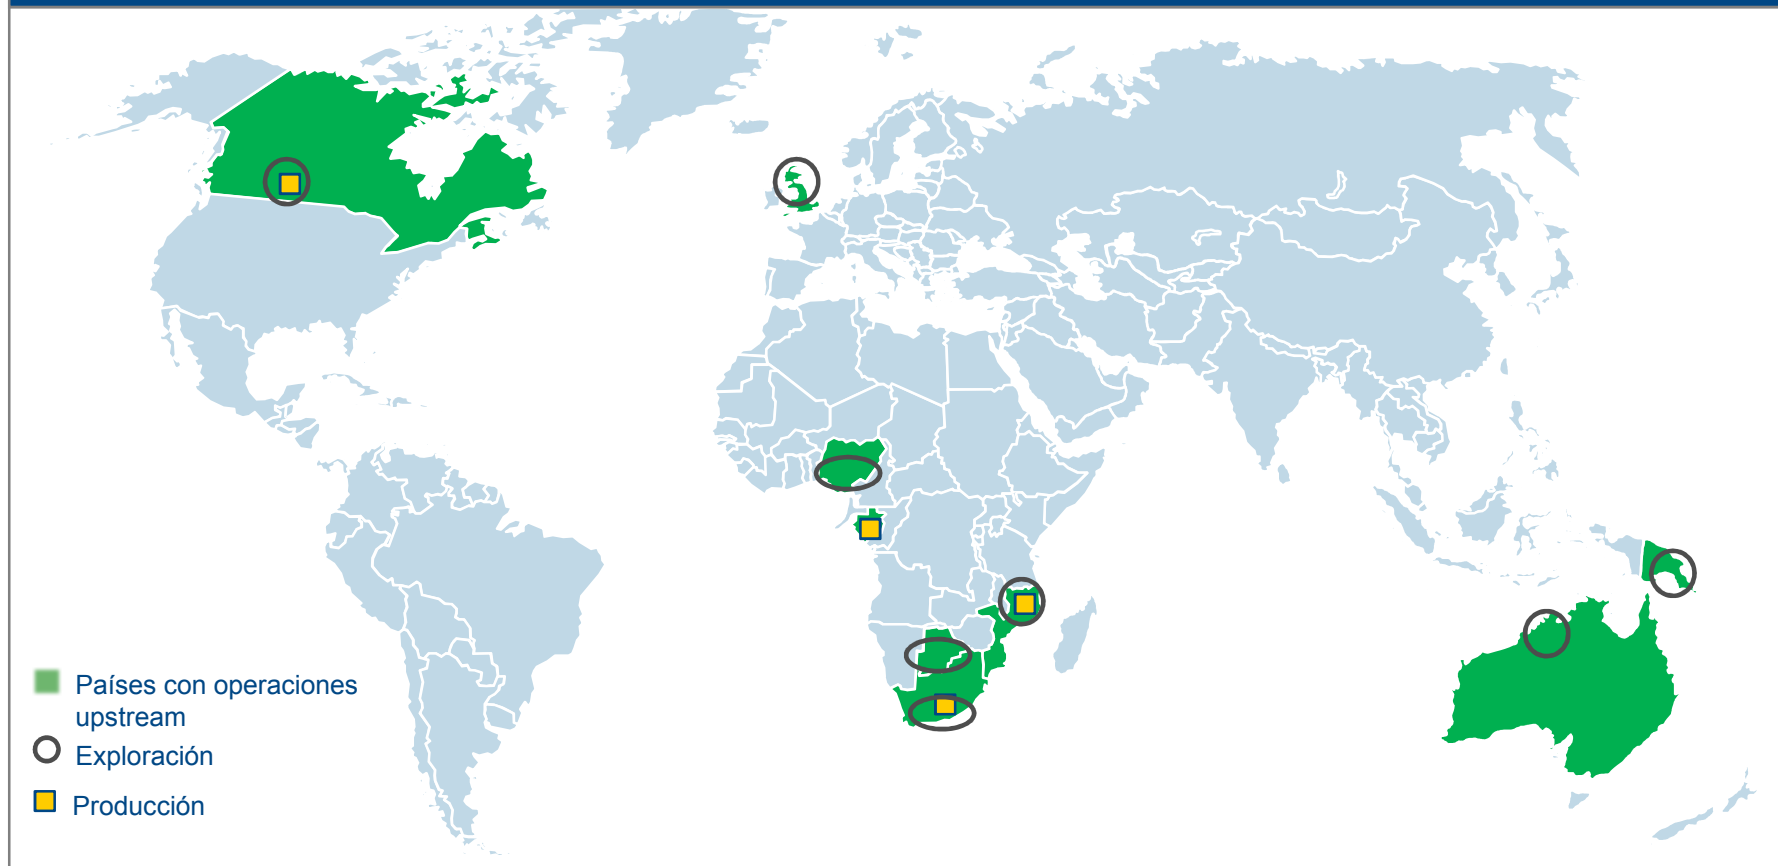 Países con operaciones
upstream
Exploración
Producción